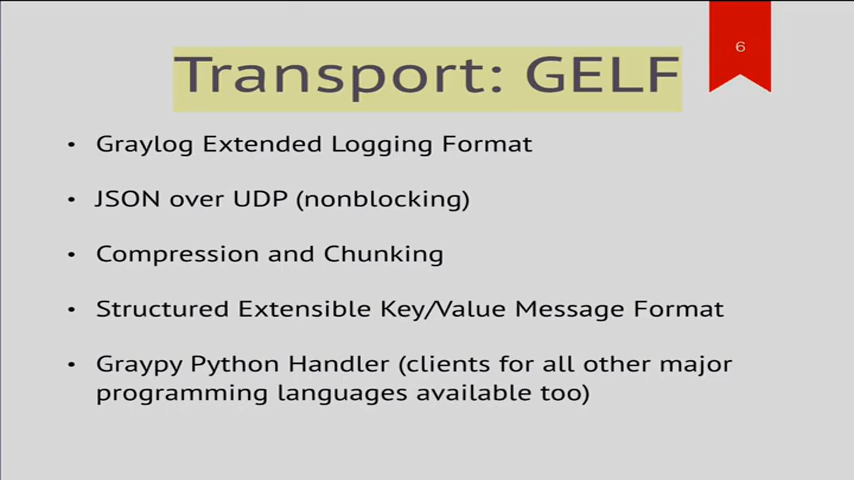 6
Transport: GELF
• Graylog Extended Logging Format
• JSON over UDP (nonblocking)
• Compression and Chunking
• Structured Extensible Key/Value Message Format
• Graypy Python Handler (clients for all other major
programming languages available too)